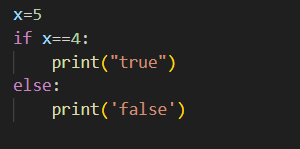 x=5
if x==4:
    print("true")
else:
    print('false')